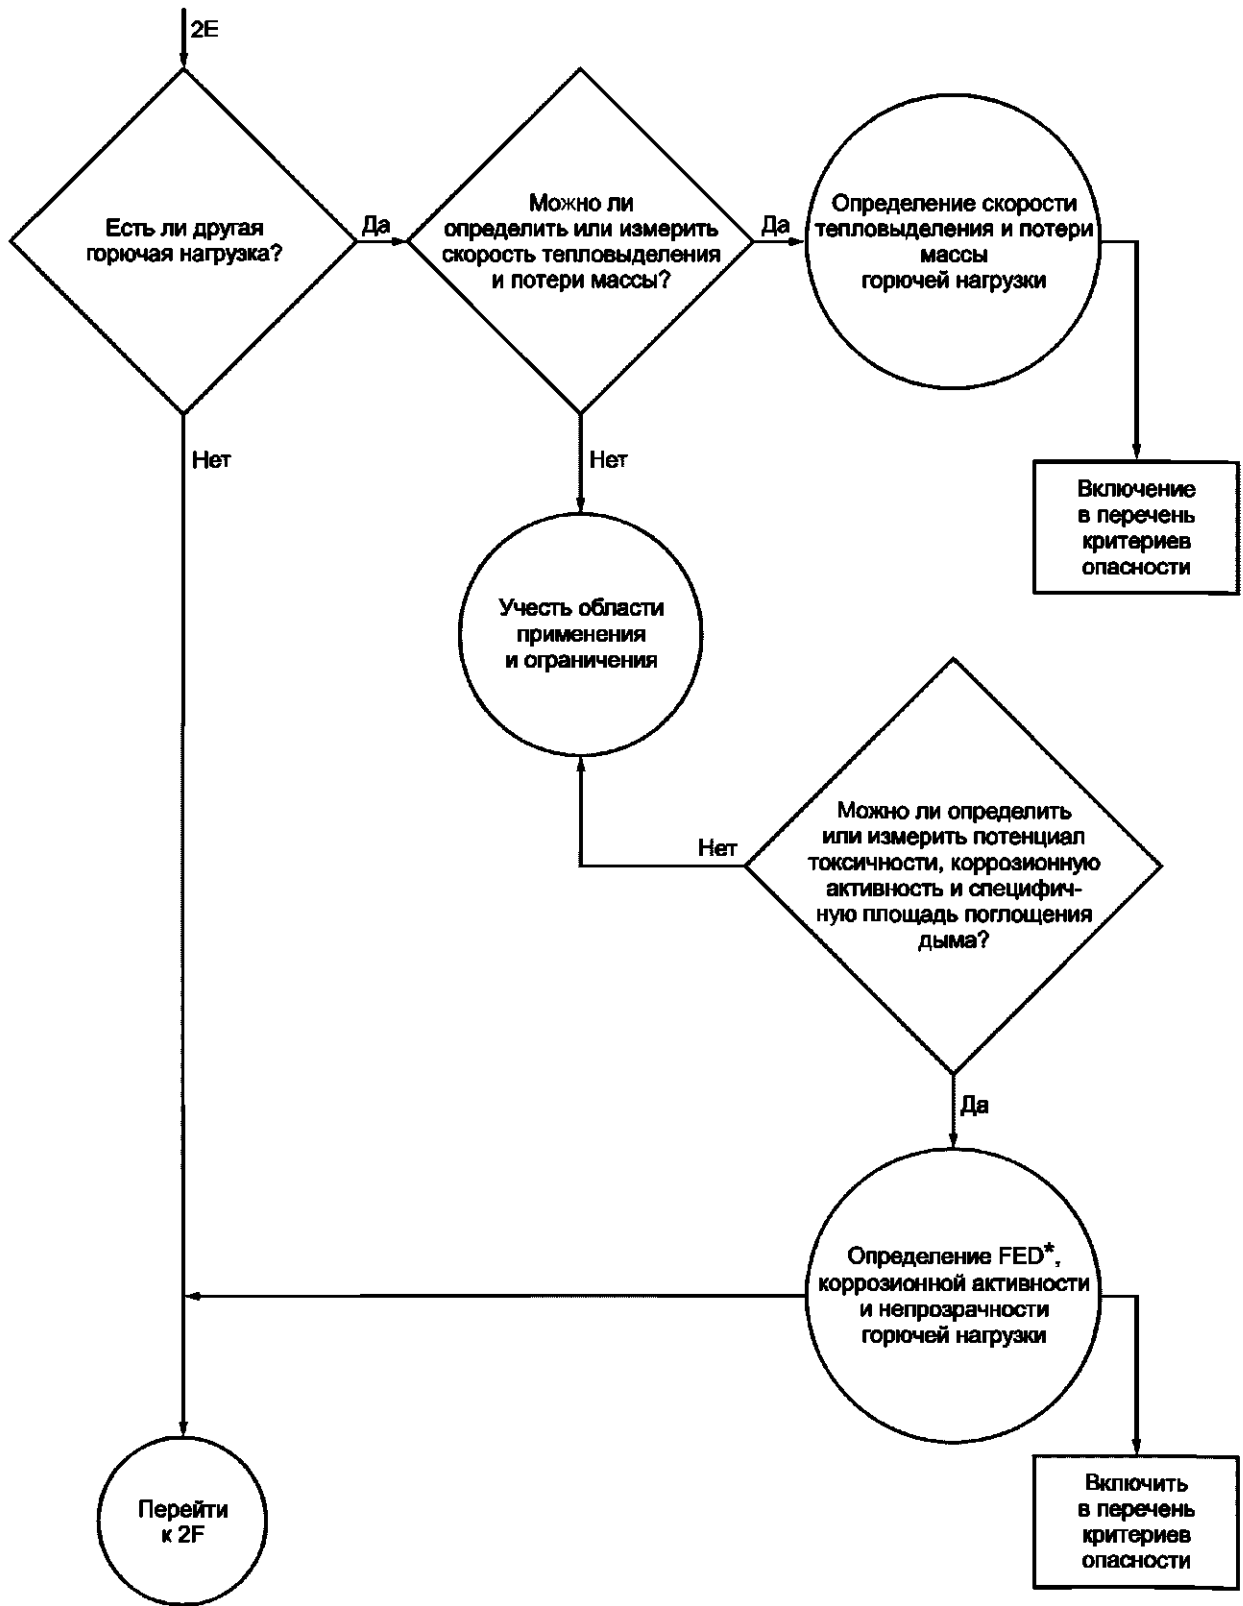 2E
Есть ли другая
горючая нагрузка?
Да
Можно ли
определить или измерить
скорость тепловыделения
и потери массы?
Да
Определение скорости
тепловыделения и потери
массы
горючей нагрузки
Нет
Нет
Включение
в перечень
критериев
опасности
Учесть области
применения
и ограничения
Можно ли определить
или измерить потенциал
токсичности, коррозионную
активность и специфич-
ную площадь поглощения
дыма?
Нет
Да
Определение FED*,
коррозионной активности
и непрозрачности
горючей нагрузки
Перейти
к 2F
Включить
в перечень
критериев
опасности